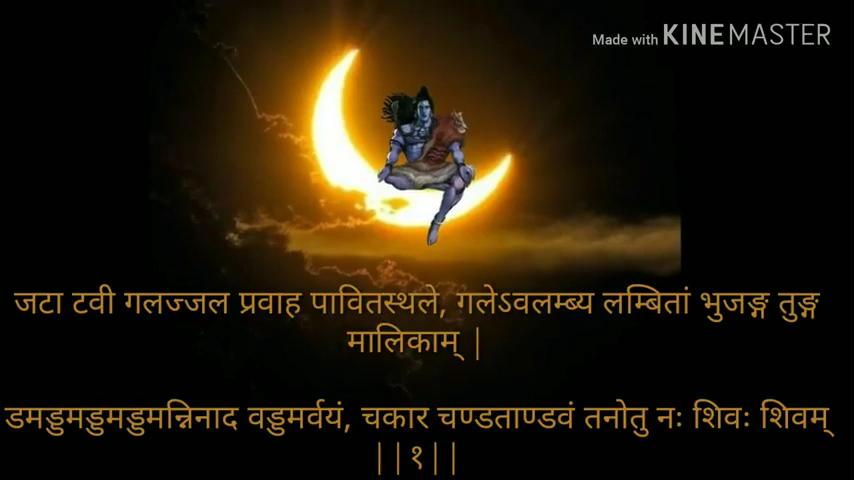 Made with KINEMASTER
जटा टवी गलज्जल प्रवाह पावितस्थले, गलेऽवलम्ब्य लम्बितां भुजङ्ग तुङ्ग
मालिकाम् |
डमड्डमड्डमड्डमन्निनाद वड्डमर्वयं, चकार चण्डताण्डवं तनोतु नः शिवः शिवम्
||१||